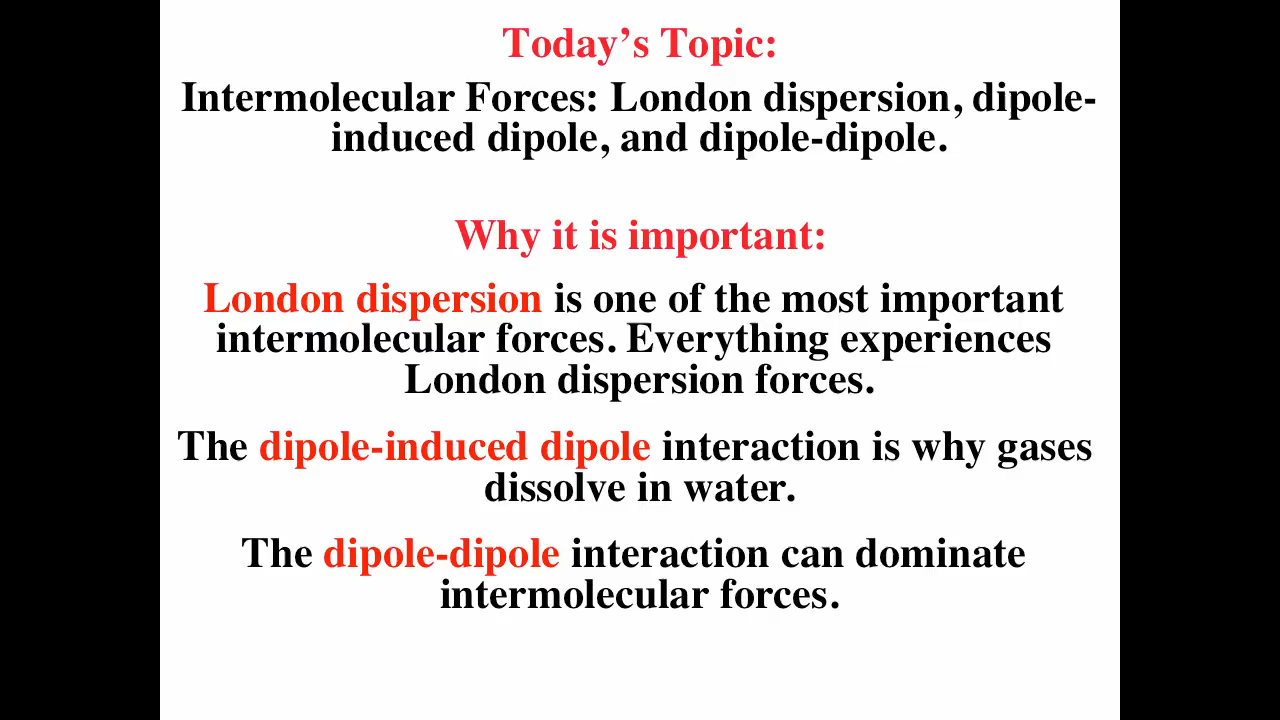 Today’s Topic:
Intermolecular Forces: London dispersion, dipole-
induced dipole, and dipole-dipole.
Why it is important:
London dispersion is one of the most important
intermolecular forces. Everything experiences
London dispersion forces.
The dipole-induced dipole interaction is why gases
dissolve in water.
The dipole-dipole interaction can dominate
intermolecular forces.